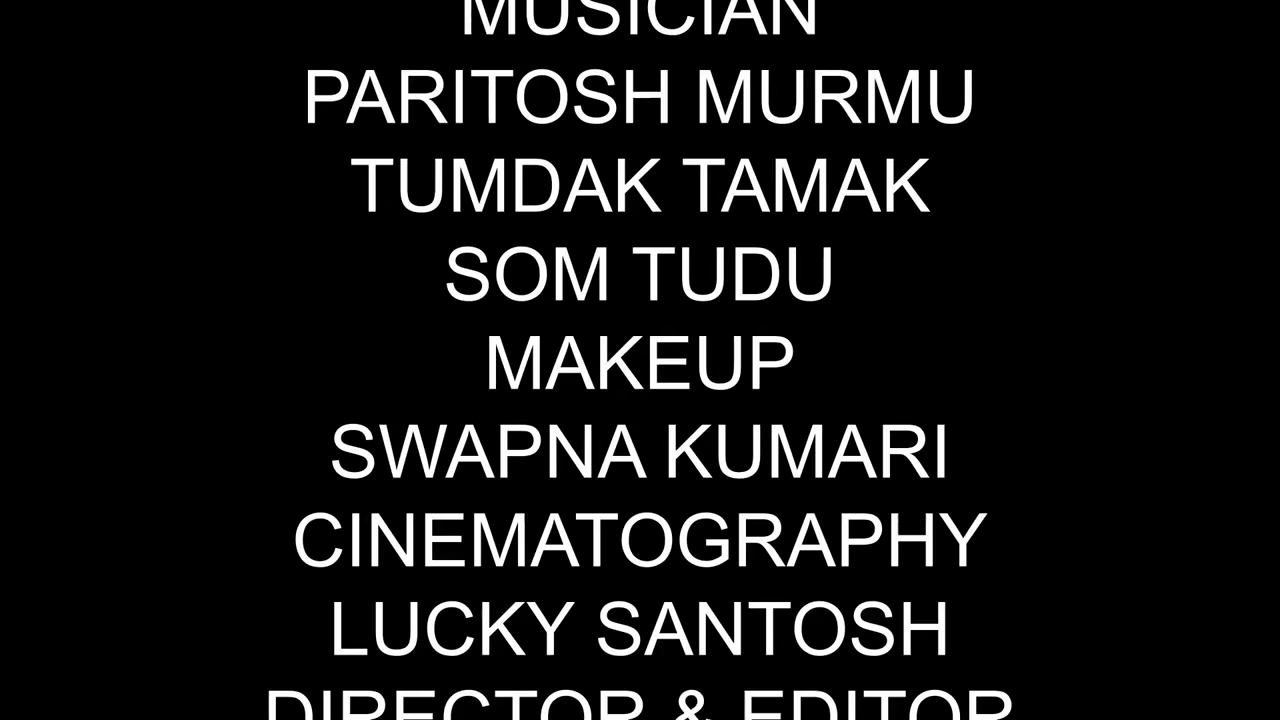 MUSICIAN
PARITOSH MURMU
TUMDAK TAMAK
SOM TUDU
MAKEUP
SWAPNA KUMARI
CINEMATOGRAPHY
LUCKY SANTOSH
DIRECTOR & EDITOR